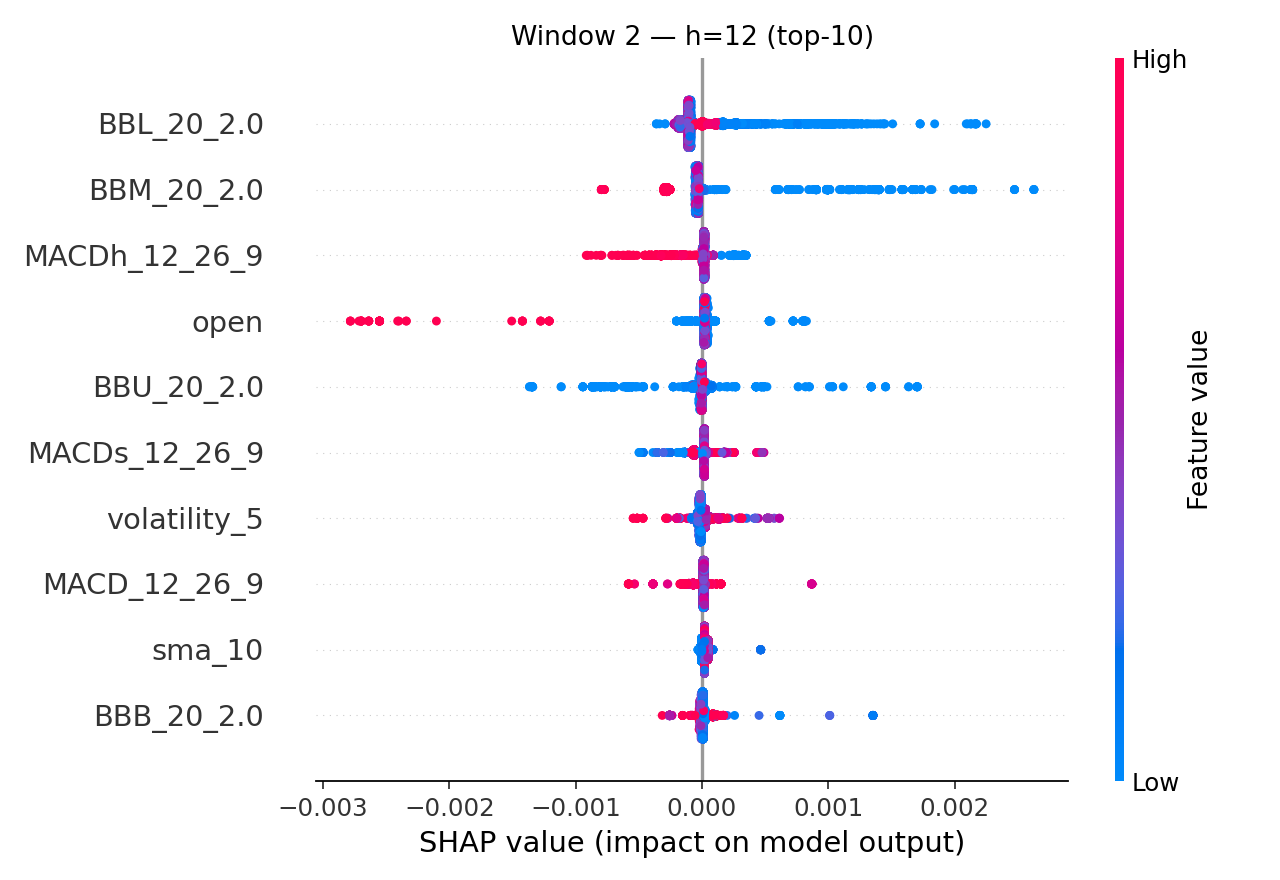 Window 2 — h=12 (top-10)
High
BBL_20_2.0
BBM_20_2.0
MACDh_12_26_9
open
BBU_20_2.0
MACDs_12_26_9
volatility_5
MACD_12_26_9
sma_10
BBB_20_2.0
Feature value
Low
−0.003 −0.002 −0.001 0.000 0.001 0.002
SHAP value (impact on model output)